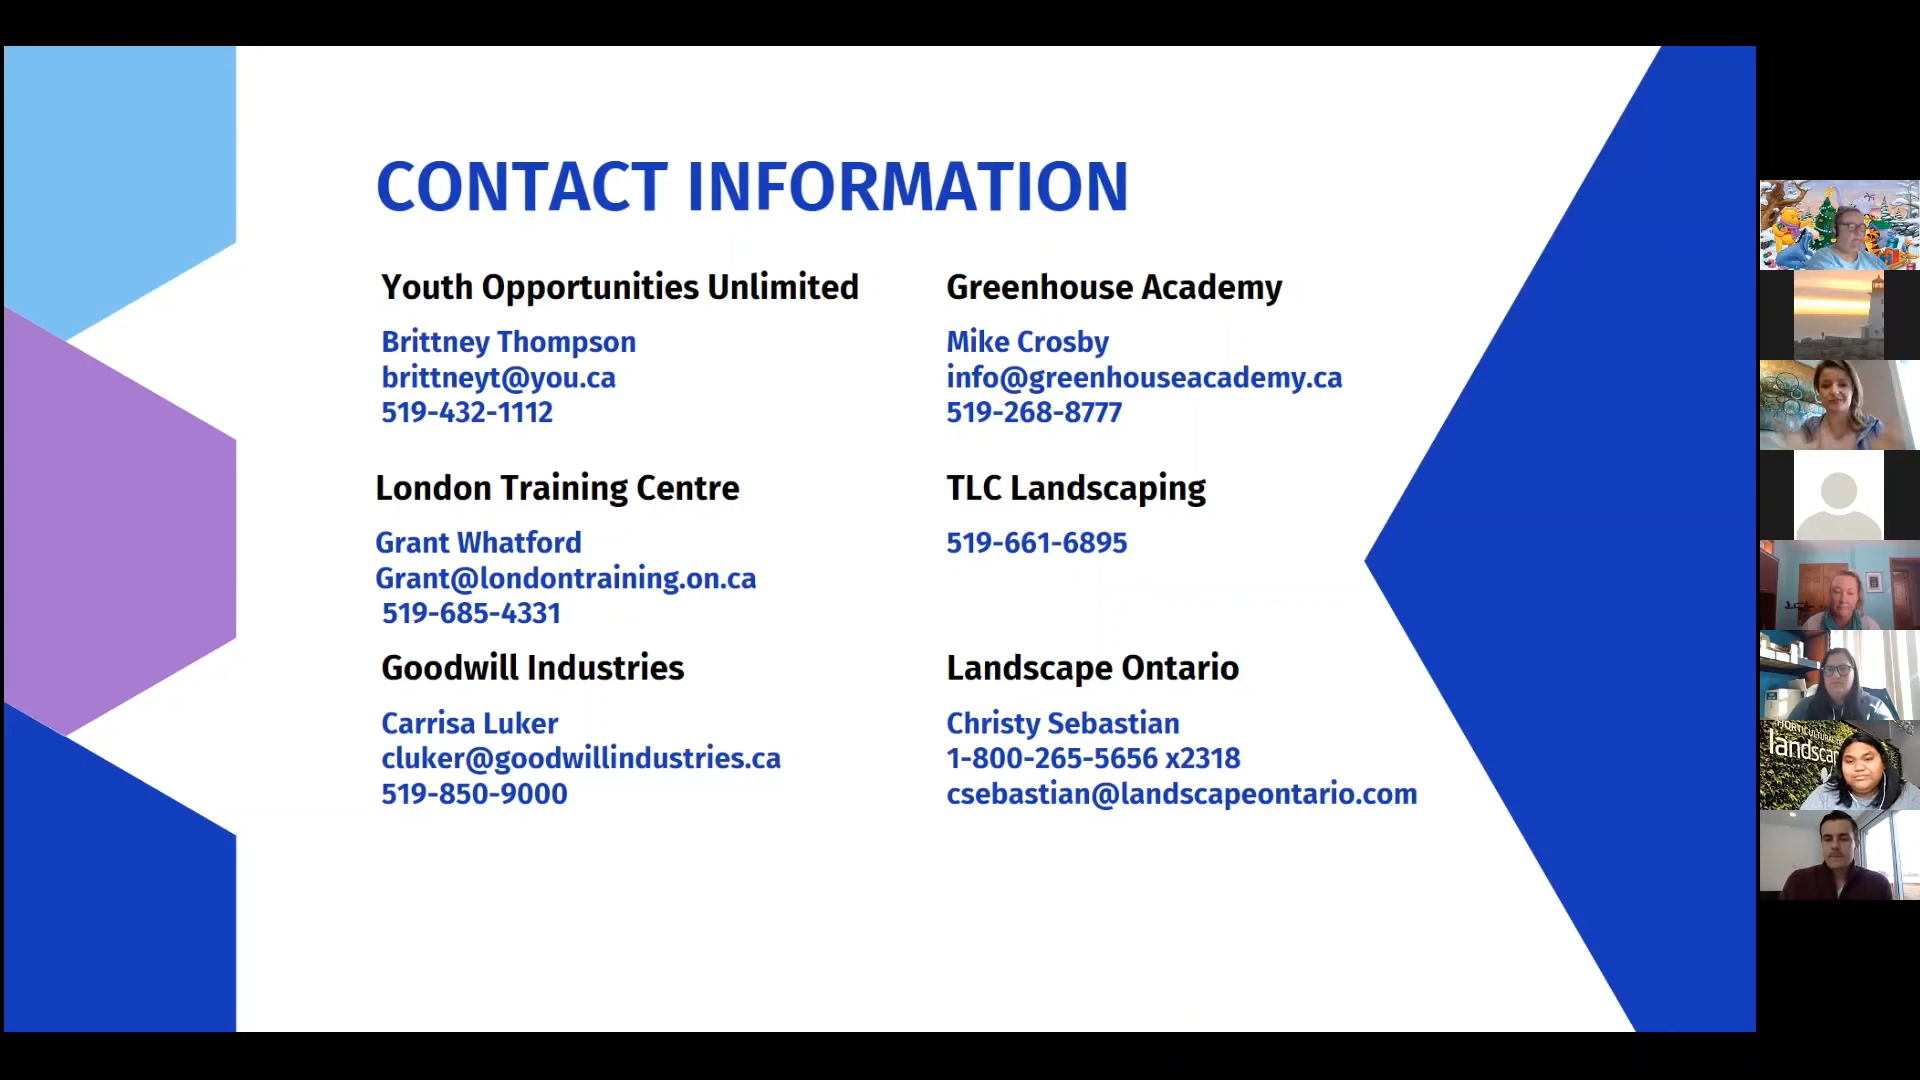 CONTACT INFORMATION
Youth Opportunities Unlimited
Brittney Thompson
brittneyt@you.ca
519-432-1112
Greenhouse Academy
Mike Crosby
info@greenhouseacademy.ca
519-268-8777
London Training Centre
Grant Whatford
Grant@londontraining.on.ca
519-685-4331
TLC Landscaping
519-661-6895
Goodwill Industries
Carrisa Luker
cluker@goodwillindustries.ca
519-850-9000
Landscape Ontario
Christy Sebastian
1-800-265-5656 x2318
csebastian@landscapeontario.com